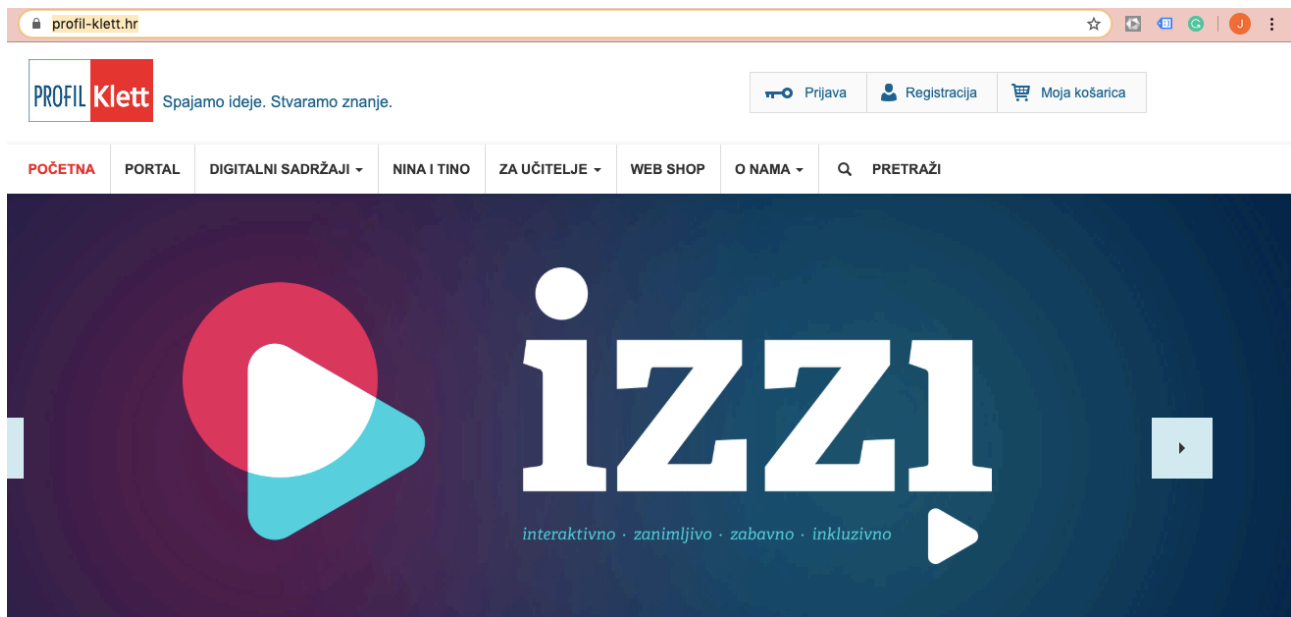 profil-klett.hr
J
PROFIL Klett Spajamo ideje. Stvaramo znanje.
Prijava Registracija Moja košarica
POČETNA PORTAL DIGITALNI SADRŽAJI NINA I TINO ZA UČITELJE WEB SHOP O NAMA PRETRAŽI
izzi
interaktivno · zanimljivo · zabavno · inkluzivno